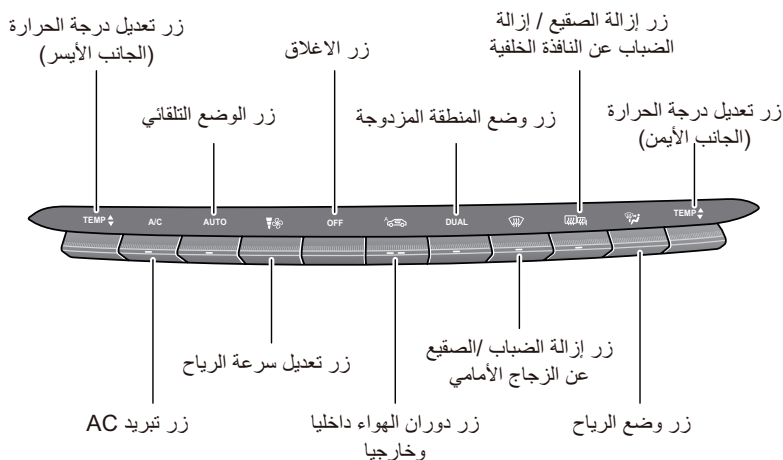 زر إزالة الصقيع / إزالة
الضباب عن النافذة الخلفية
زر تعديل درجة الحرارة
(الجانب الأيسر)
زر الاغلاق
زر تعديل درجة الحرارة
(الجانب الأيمن)
زر الوضع التلقائي
زر وضع المنطقة المزدوجة
TEMP A/C AUTO OFF A DUAL TEMP
زر تعديل سرعة الرياح
زر إزالة الضباب /الصقيع
عن الزجاج الأمامي
زر تبريد AC
زر دوران الهواء داخليا
وخارجيا
زر وضع الرياح